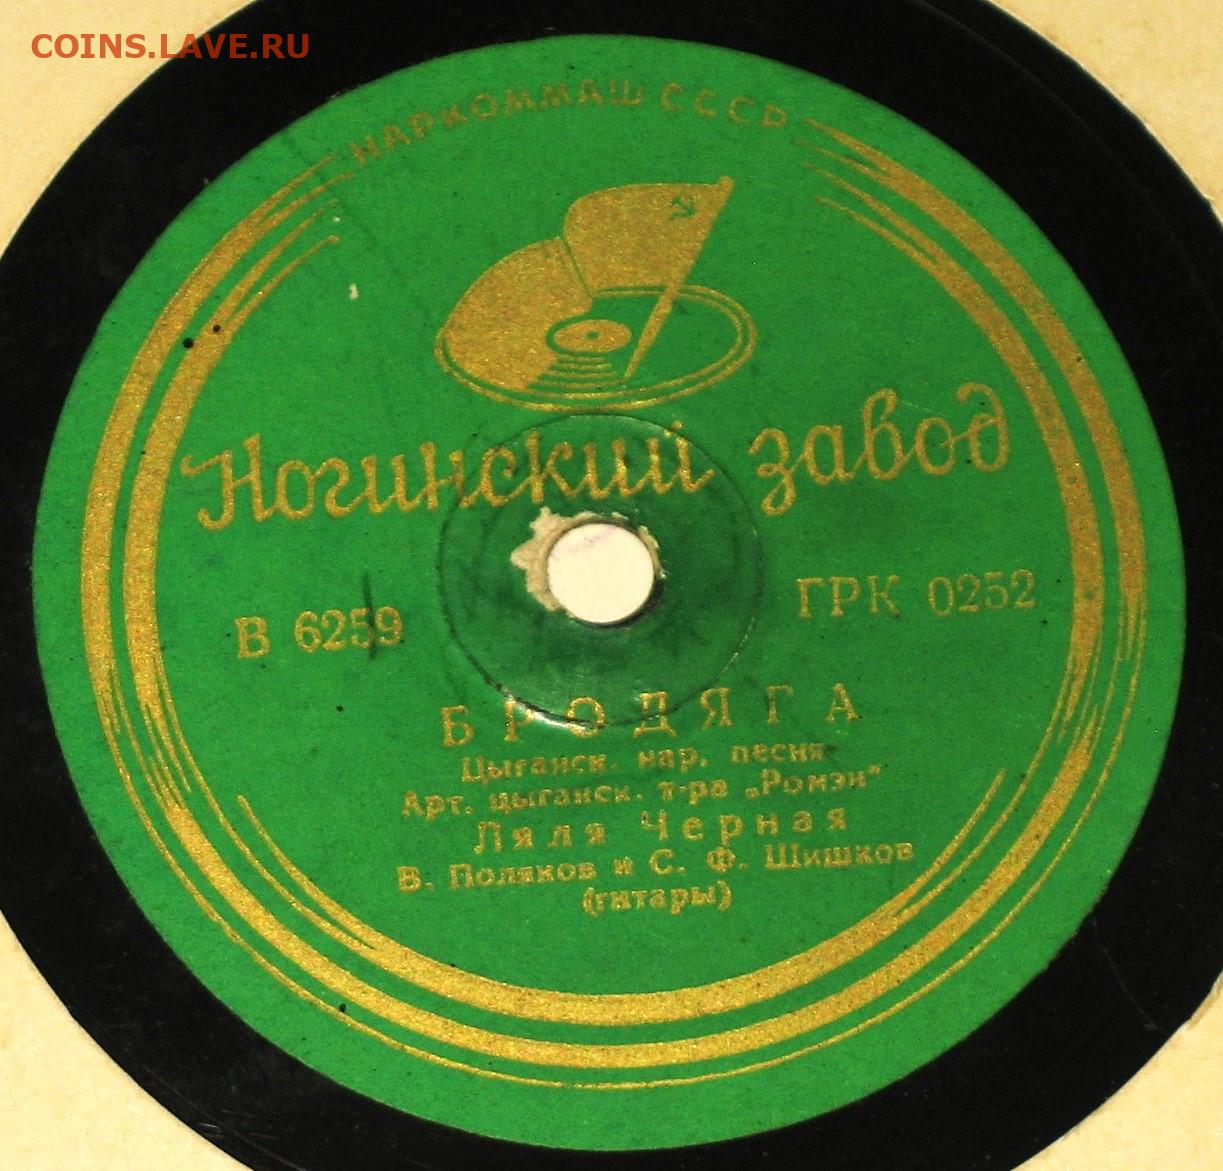 COINS.LAVE.RU
НАРКОММАШ СССР
Ногинский завод
В 6259
ГРК 0252
БРОДЯГА
Цыганск. нар. песня
Арт. цыганск. т-ра „Ромэн"
Ляля Черная
В. Поляков и С. Ф. Шишков
(гитары)